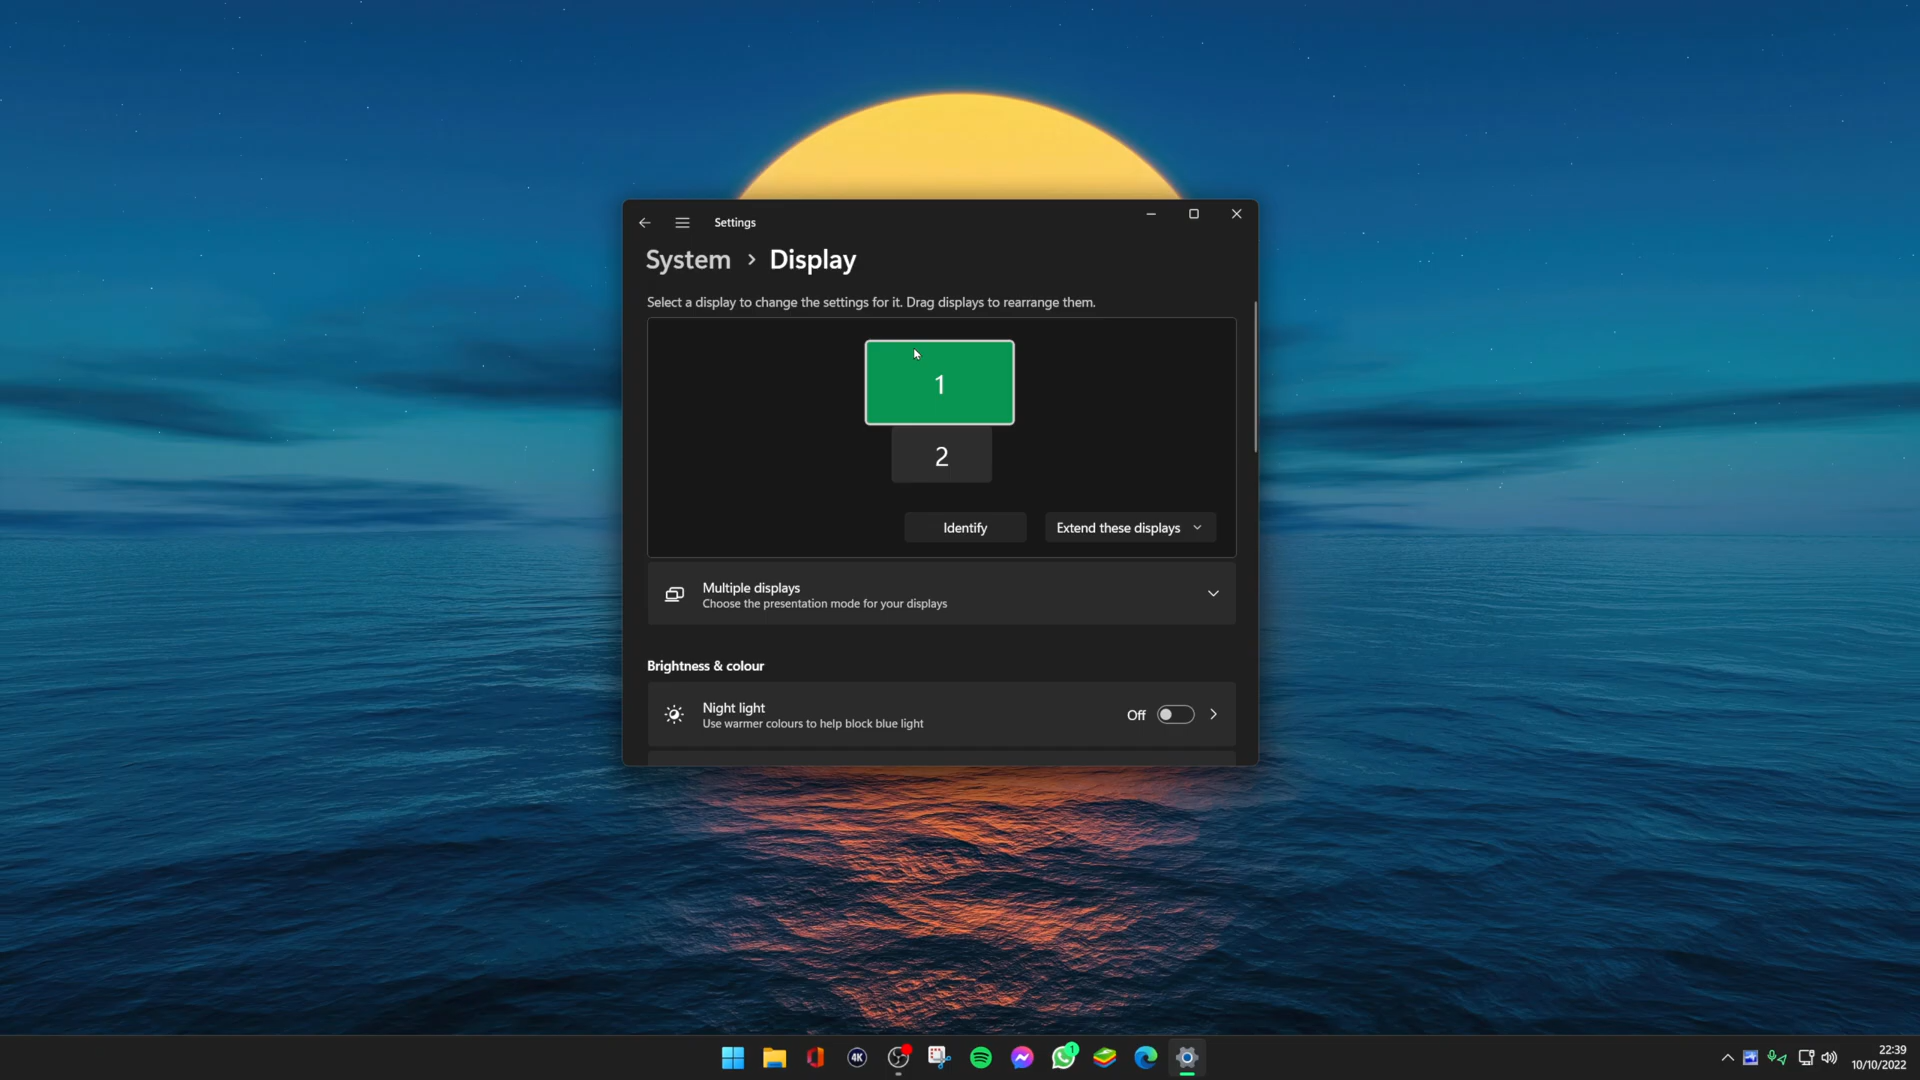 Settings
System > Display
Select a display to change the settings for it. Drag displays to rearrange them.
1
2
Identify
Extend these displays
Multiple displays
Choose the presentation mode for your displays
Brightness & colour
Night light
Use warmer colours to help block blue light
Off
4K
1
22:39
10/10/2022